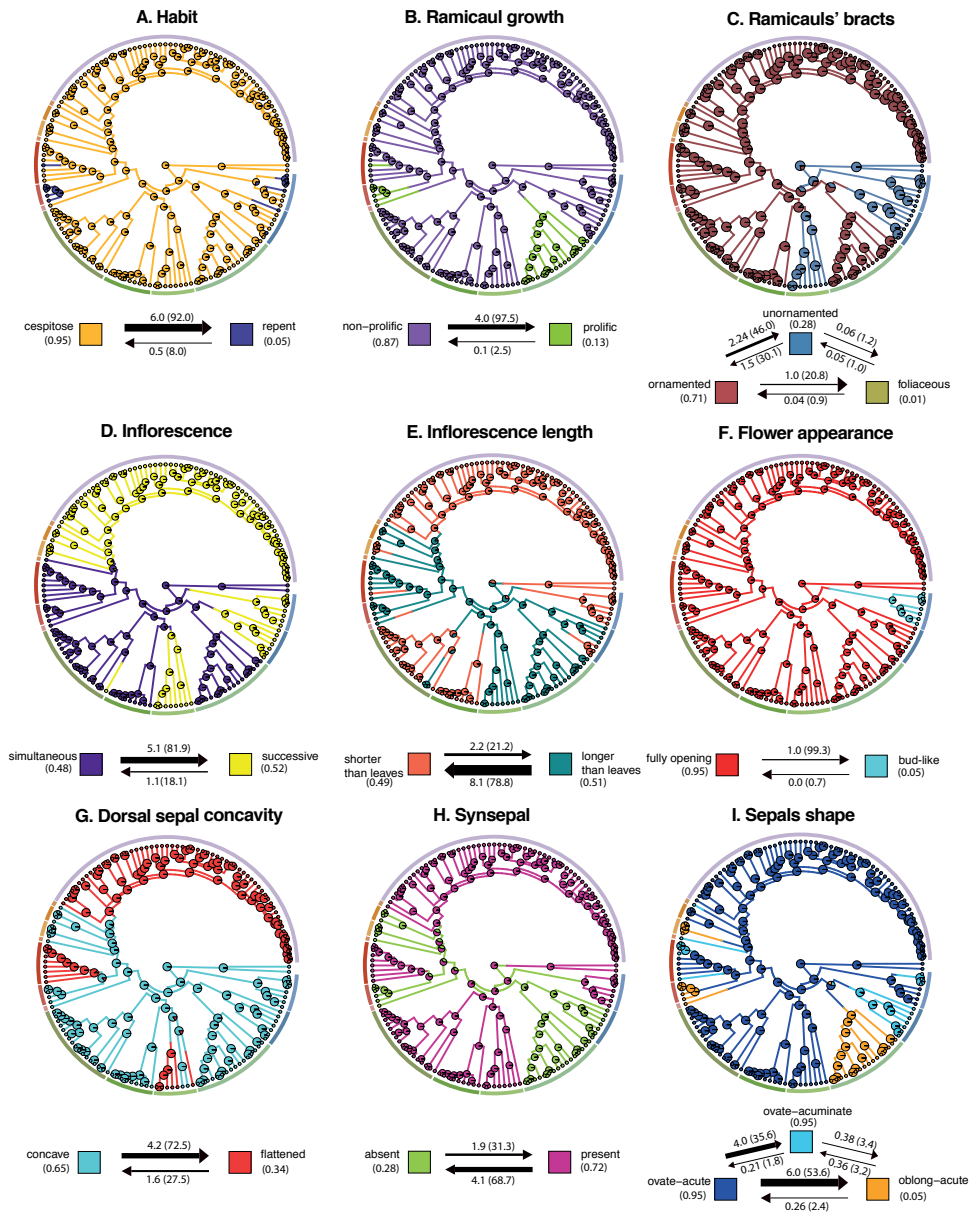 A. Habit
B. Ramicaul growth
C. Ramicauls' bracts
cespitose
(0.95)
6.0 (92.0)
0.5 (8.0)
repent
(0.05)
non−prolific
(0.87)
4.0 (97.5)
0.1 (2.5)
prolific
(0.13)
unornamented
(0.28)
2.24 (46.0)
1.5 (30.1)
0.06 (1.2)
0.05 (1.0)
ornamented
(0.71)
1.0 (20.8)
0.04 (0.9)
foliaceous
(0.01)
D. Inflorescence
E. Inflorescence length
F. Flower appearance
simultaneous
(0.48)
5.1 (81.9)
1.1(18.1)
successive
(0.52)
shorter
than leaves
(0.49)
2.2 (21.2)
8.1 (78.8)
longer
than leaves
(0.51)
fully opening
(0.95)
1.0 (99.3)
0.0 (0.7)
bud-like
(0.05)
G. Dorsal sepal concavity
H. Synsepal
I. Sepals shape
concave
(0.65)
4.2 (72.5)
1.6 (27.5)
flattened
(0.34)
absent
(0.28)
1.9 (31.3)
4.1 (68.7)
present
(0.72)
ovate−acuminate
(0.95)
4.0 (35.6)
0.21 (1.8)
0.38 (3.4)
0.36 (3.2)
ovate−acute
(0.95)
6.0 (53.6)
0.26 (2.4)
oblong-acute
(0.05)